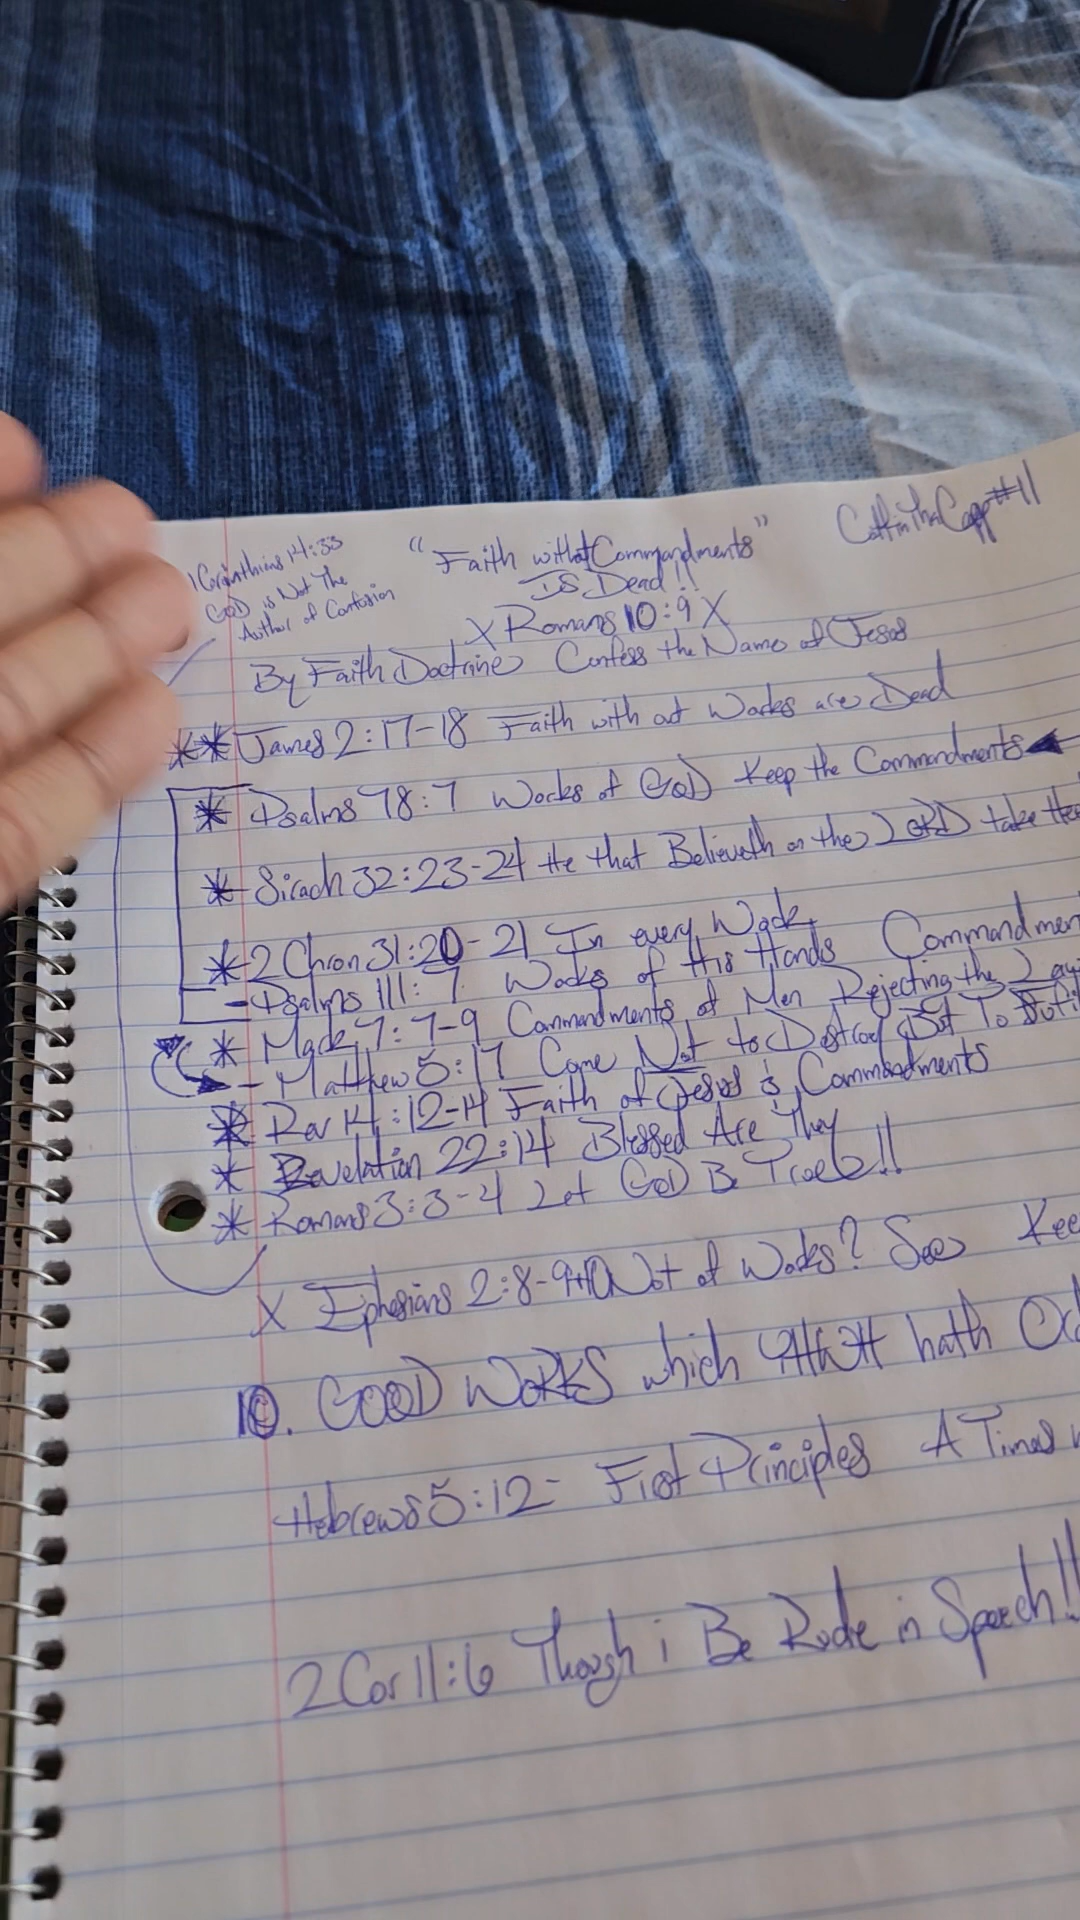 1 Corinthians 14:33
GOD is Not The
Author of Confusion
"Faith without Commandments"
IS Dead!!
X Romans 10:9 X
By Faith Doctrine Confess the Name of Jesus
** James 2:17-18 Faith with out Works are Dead
* Psalms 78:7 Works of GOD Keep the Commandments
* Sirach 32:23-24 He that Believeth on the LORD take
* 2 Chron 31:20-21 In every Work
- Psalms 111:7 Works of His Hands
* Mark 7:7-9 Commandments of Men Rejecting the
- Matthew 5:17 Come Not to Destroy But To
* Rev 14:12-14 Faith of Jesus & Commandments
* Revelation 22:14 Blessed Are They
* Romans 3:3-4 Let GOD Be True!!
X Ephesians 2:8-9+10 Not of Works? See
10. GOOD WORKS which hath
Hebrews 5:12- First Principles A Time
2 Cor 11:6 Though i Be Rude in Speech!!